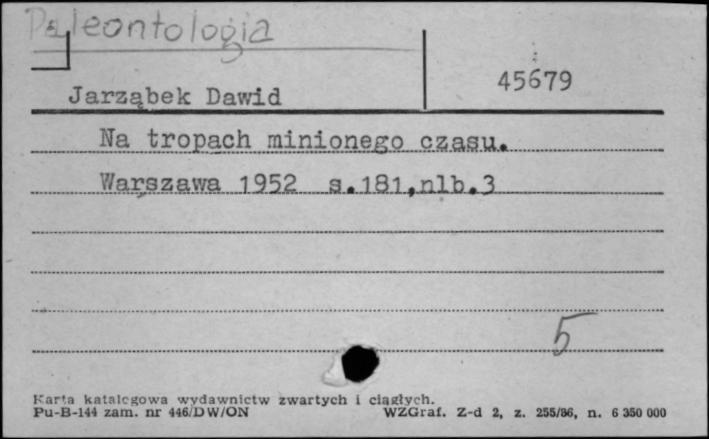 Paleontologia
45679
Jarząbek Dawid
Na tropach minionego czasu.
Warszawa 1952 s.181,nlb.3
5
Karta katalogowa wydawnictw zwartych i ciągłych.
Pu-B-144 zam. nr 446/DW/ON WZGraf. Z-d 2, z. 255/86, n. 6 350 000